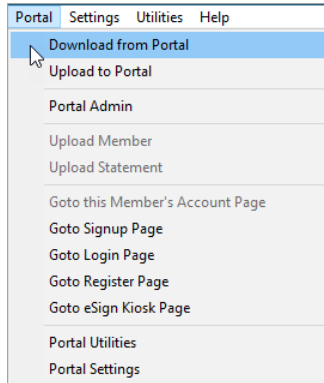 Portal Settings Utilities Help
Download from Portal
Upload to Portal
Portal Admin
Upload Member
Upload Statement
Goto this Member's Account Page
Goto Signup Page
Goto Login Page
Goto Register Page
Goto eSign Kiosk Page
Portal Utilities
Portal Settings